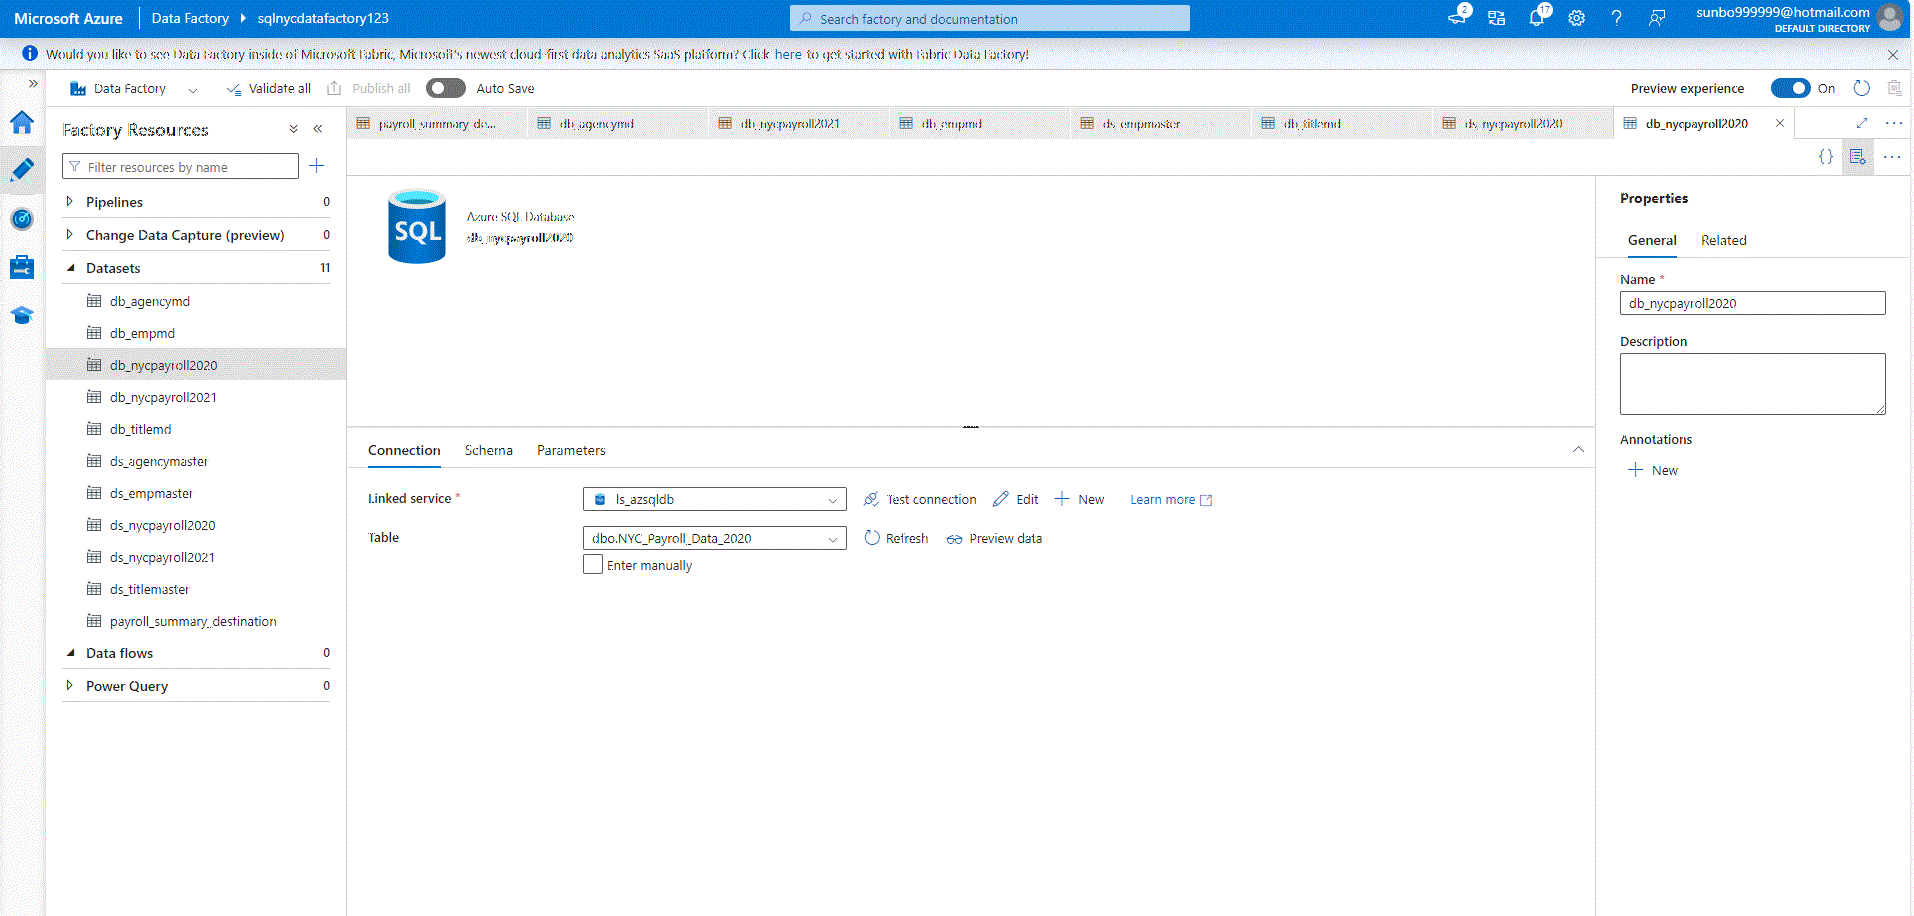 Microsoft Azure
Data Factory
sqlnycdatafactory123
Search factory and documentation
2
17
sunbo999999@hotmail.com
DEFAULT DIRECTORY
Would you like to see Data Factory inside of Microsoft Fabric, Microsoft's newest cloud-first data analytics SaaS platform? Click here to get started with Fabric Data Factory!
Data Factory
Validate all
Publish all
Auto Save
Preview experience
On
Factory Resources
Filter resources by name
Pipelines 0
Change Data Capture (preview) 0
Datasets 11
db_agencymd
db_empmd
db_nycpayroll2020
db_nycpayroll2021
db_titlemd
ds_agencymaster
ds_empmaster
ds_nycpayroll2020
ds_nycpayroll2021
ds_titlemaster
payroll_summary_destination
Data flows 0
Power Query 0
payroll_summary_de...
db_agencymd
db_nycpayroll2021
db_empmd
ds_empmaster
db_titlemd
ds_nycpayroll2020
db_nycpayroll2020
SQL
Azure SQL Database
db_nycpayroll2020
Connection
Schema
Parameters
Linked service *
ls_azsqldb
Test connection
Edit
New
Learn more
Table
dbo.NYC_Payroll_Data_2020
Refresh
Preview data
Enter manually
Properties
General
Related
Name *
db_nycpayroll2020
Description
Annotations
New